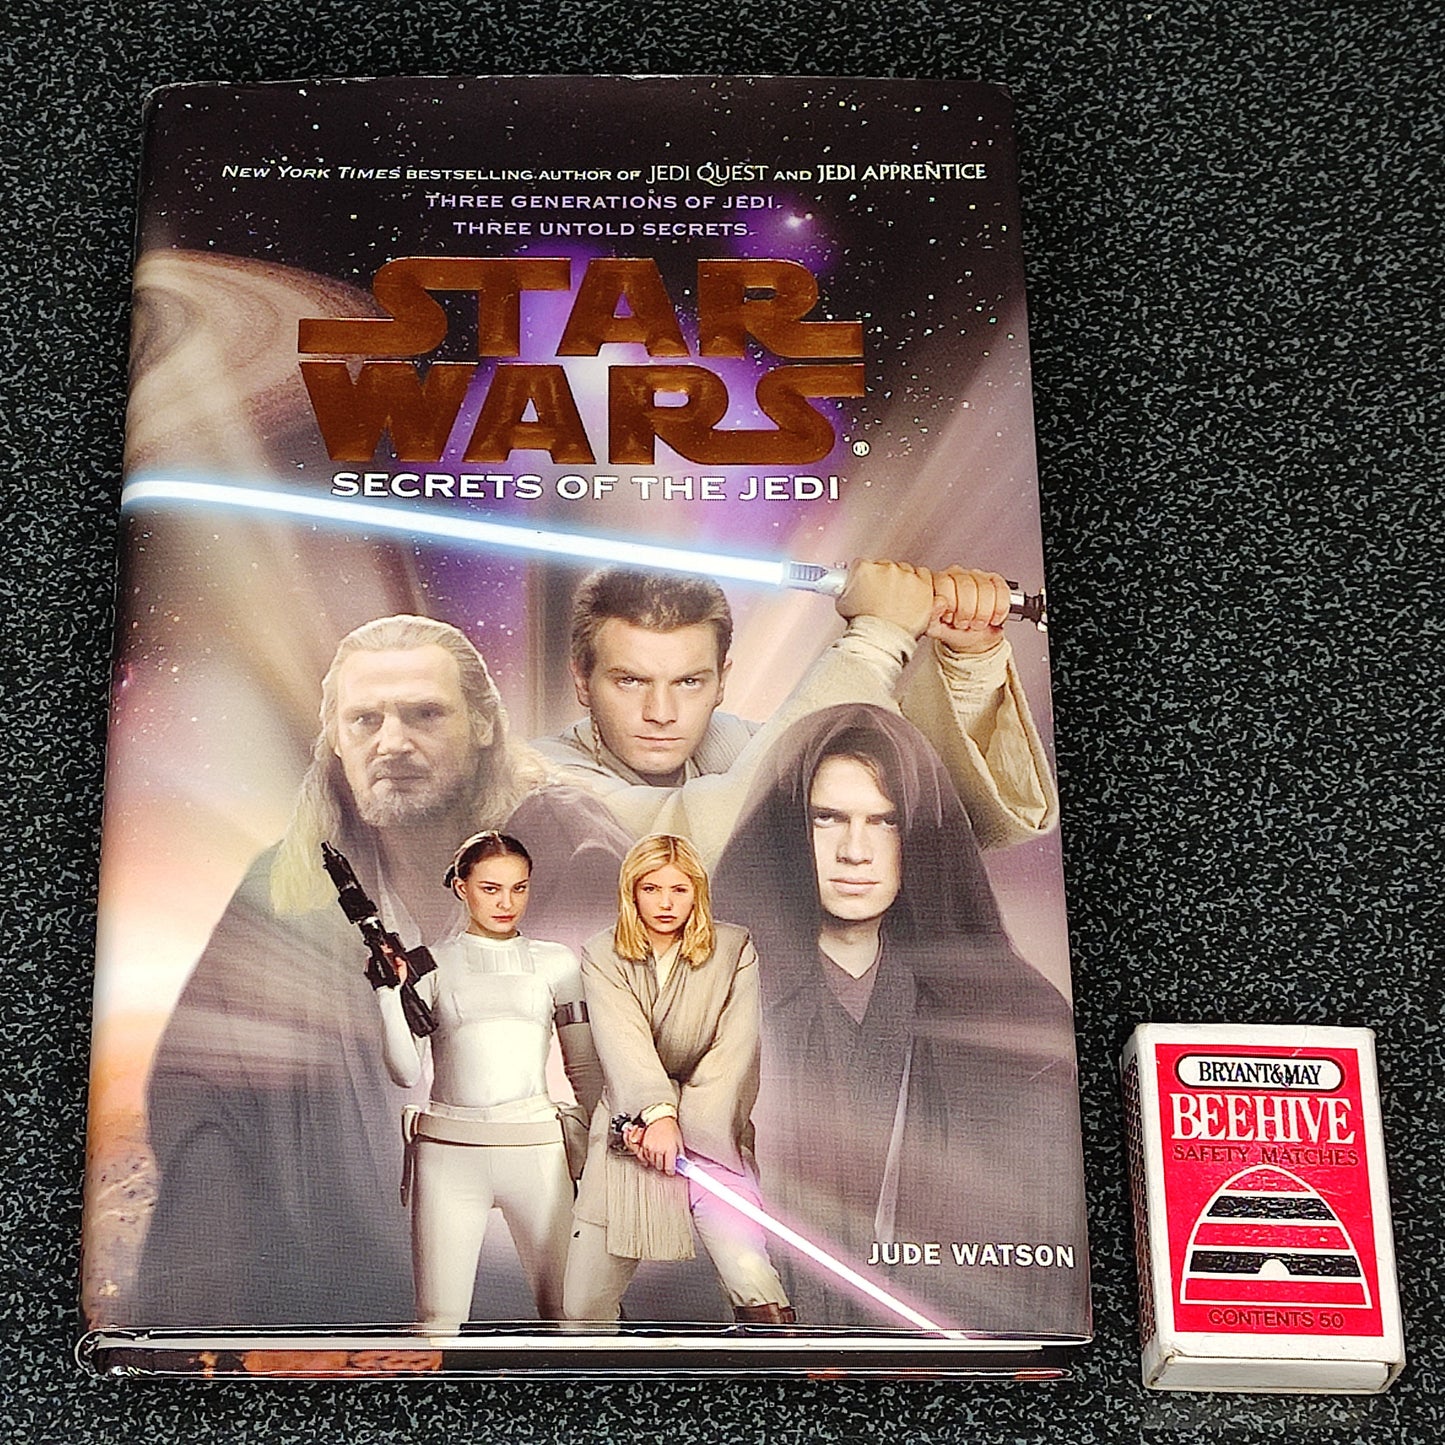 NEW YORK TIMES BESTSELLING AUTHOR OF JEDI QUEST AND JEDI APPRENTICE
THREE GENERATIONS OF JEDI.
THREE UNTOLD SECRETS.
STAR
WARS®
SECRETS OF THE JEDI
JUDE WATSON
BRYANT&MAY
BEEHIVE
SAFETY MATCHES
CONTENTS 50